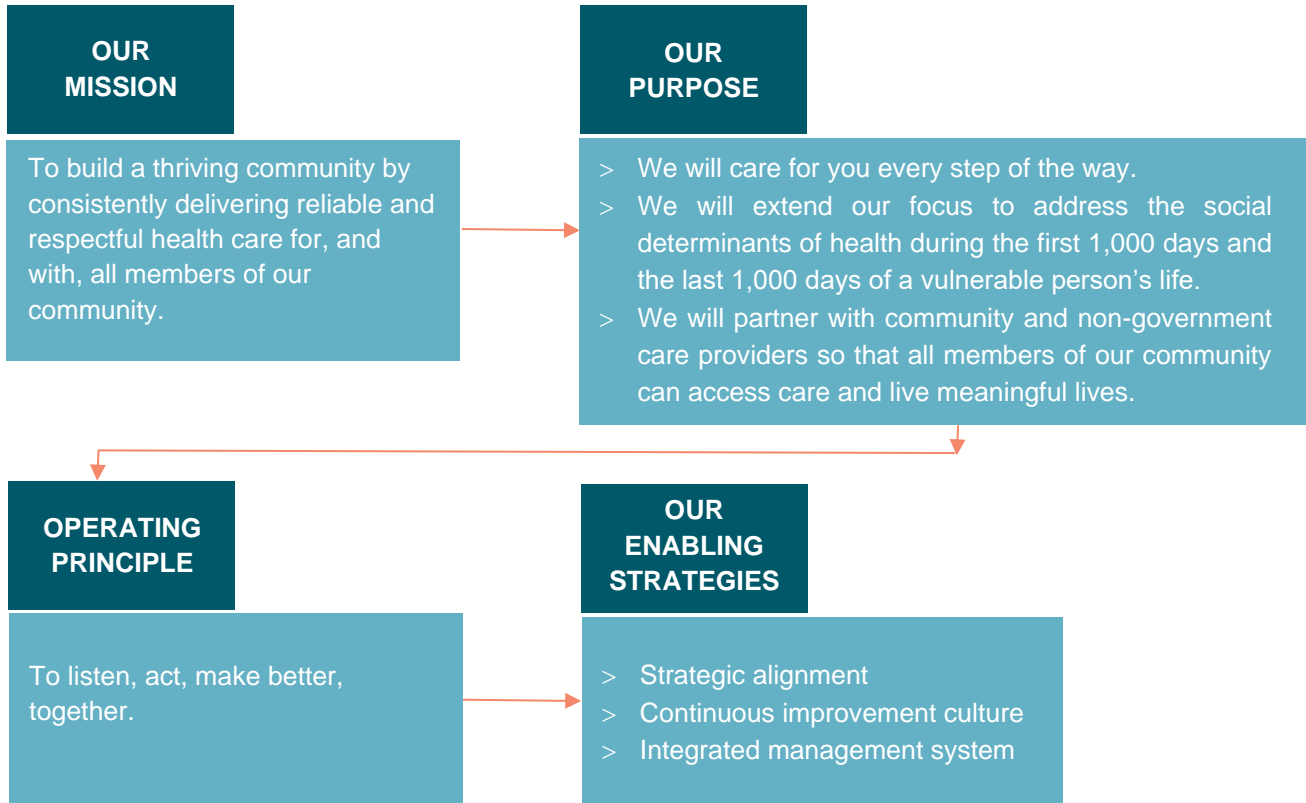 OUR
MISSION
To build a thriving community by
consistently delivering reliable and
respectful health care for, and
with, all members of our
community.
OUR
PURPOSE
> We will care for you every step of the way.
> We will extend our focus to address the social
determinants of health during the first 1,000 days and
the last 1,000 days of a vulnerable person’s life.
> We will partner with community and non-government
care providers so that all members of our community
can access care and live meaningful lives.
OPERATING
PRINCIPLE
To listen, act, make better,
together.
OUR
ENABLING
STRATEGIES
> Strategic alignment
> Continuous improvement culture
> Integrated management system